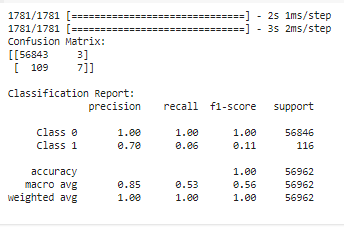 1781/1781 [==============================] - 2s 1ms/step
1781/1781 [==============================] - 3s 2ms/step
Confusion Matrix:
[[56843     3]
 [  109     7]]
Classification Report:
              precision    recall  f1-score   support
     Class 0       1.00      1.00      1.00     56846
     Class 1       0.70      0.06      0.11       116
    accuracy                           1.00     56962
   macro avg       0.85      0.53      0.56     56962
weighted avg       1.00      1.00      1.00     56962